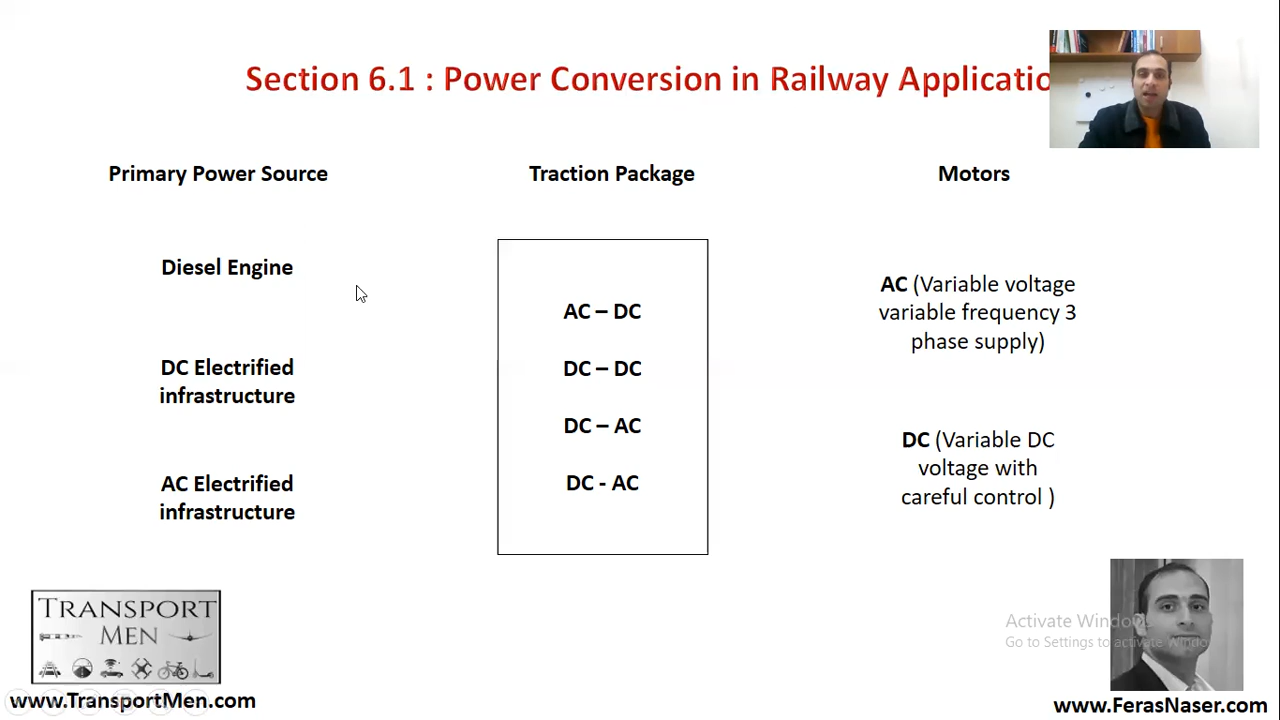 Section 6.1 : Power Conversion in Railway Applicatio
Primary Power Source
Traction Package
Motors
Diesel Engine
DC Electrified
infrastructure
AC Electrified
infrastructure
AC – DC
DC – DC
DC – AC
DC - AC
AC (Variable voltage
variable frequency 3
phase supply)
DC (Variable DC
voltage with
careful control )
TRANSPORT
MEN
www.TransportMen.com
Activate Windows
Go to Settings to activate Windo
www.FerasNaser.com